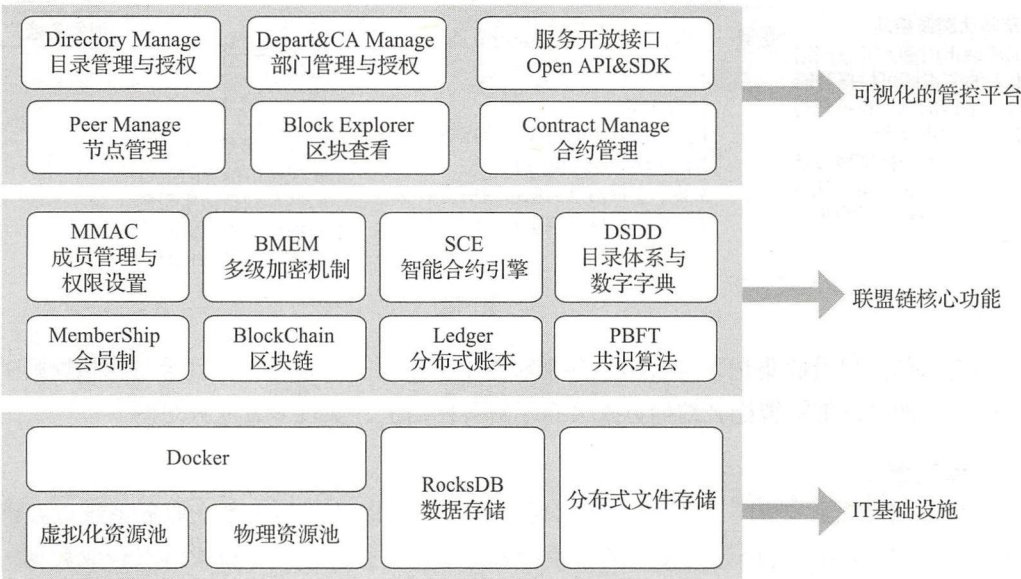 Directory Manage
目录管理与授权
Depart&CA Manage
部门管理与授权
服务开放接口
Open API&SDK
Peer Manage
节点管理
Block Explorer
区块查看
Contract Manage
合约管理
可视化的管控平台
MMAC
成员管理与
权限设置
BMEM
多级加密机制
SCE
智能合约引擎
DSDD
目录体系与
数字字典
MemberShip
会员制
BlockChain
区块链
Ledger
分布式账本
PBFT
共识算法
联盟链核心功能
Docker
虚拟化资源池
物理资源池
RocksDB
数据存储
分布式文件存储
IT基础设施